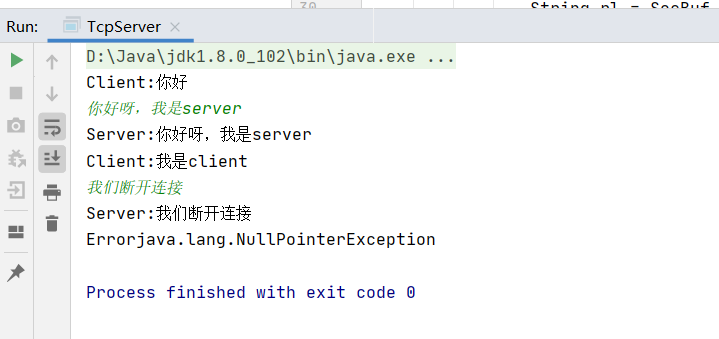 30
Run:
TcpServer
D:\Java\jdk1.8.0_102\bin\java.exe ...
Client:你好
你好呀，我是server
Server:你好呀，我是server
Client:我是client
我们断开连接
Server:我们断开连接
Errorjava.lang.NullPointerException
Process finished with exit code 0